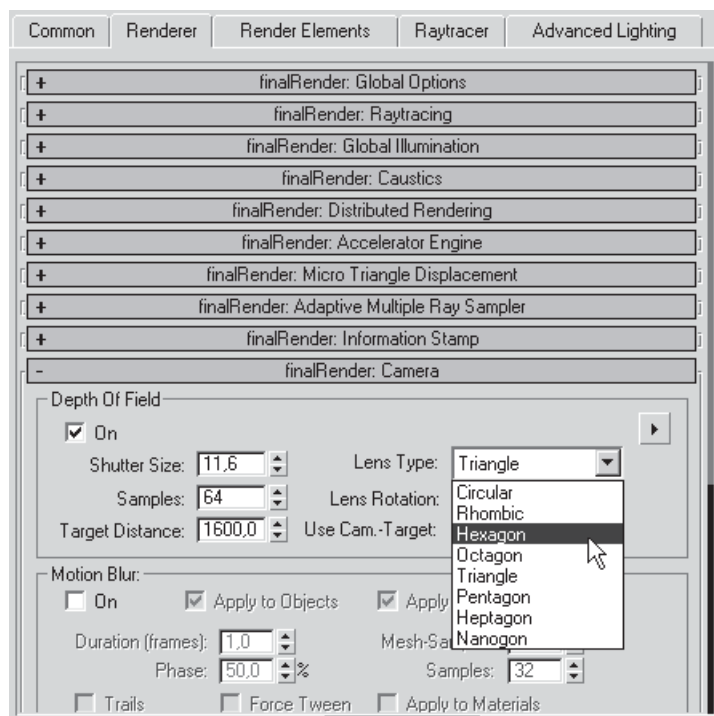 Common Renderer Render Elements Raytracer Advanced Lighting
+ finalRender: Global Options
+ finalRender: Raytracing
+ finalRender: Global Illumination
+ finalRender: Caustics
+ finalRender: Distributed Rendering
+ finalRender: Accelerator Engine
+ finalRender: Micro Triangle Displacement
+ finalRender: Adaptive Multiple Ray Sampler
+ finalRender: Information Stamp
- finalRender: Camera
Depth Of Field
On
Shutter Size: 11,6 Lens Type: Triangle
Samples: 64 Lens Rotation:
Target Distance: 1600,0 Use Cam.-Target:
Circular
Rhombic
Hexagon
Octagon
Triangle
Pentagon
Heptagon
Nanogon
Motion Blur:
On Apply to Objects Apply
Duration (frames): 1,0 Mesh-Sa
Phase: 50,0 % Samples: 32
Trails Force Tween Apply to Materials